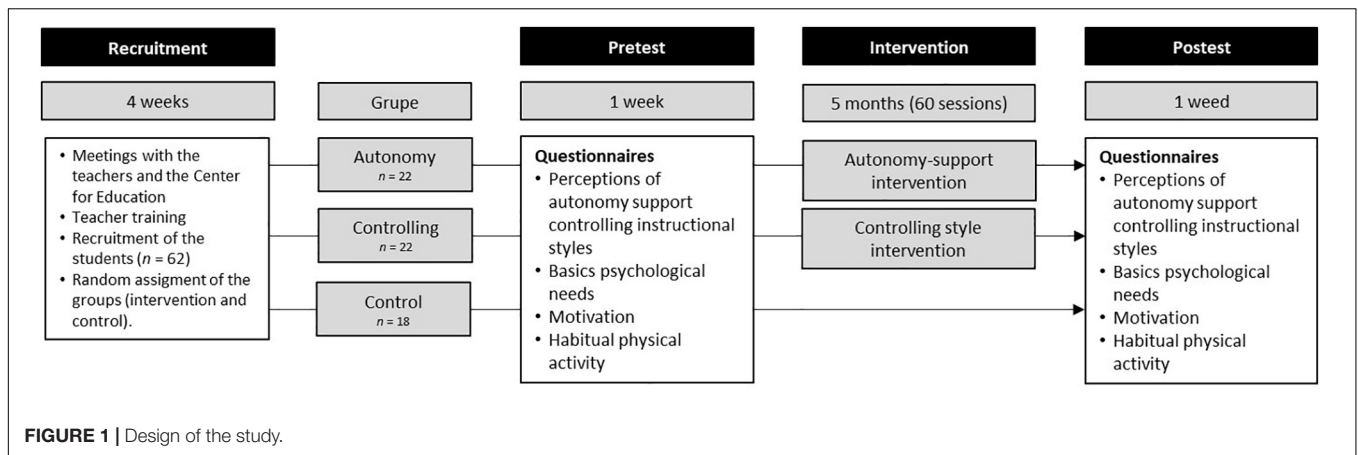 Recruitment
4 weeks
• Meetings with the
teachers and the Center
for Education
• Teacher training
• Recruitment of the
students (n = 62)
• Random assigment of the
groups (intervention and
control).
Grupe
Autonomy
n = 22
Controlling
n = 22
Control
n = 18
Pretest
1 week
Questionnaires
• Perceptions of
autonomy support
controlling instructional
styles
• Basics psychological
needs
• Motivation
• Habitual physical
activity
Intervention
5 months (60 sessions)
Autonomy-support
intervention
Controlling style
intervention
Postest
1 weed
Questionnaires
• Perceptions of
autonomy support
controlling instructional
styles
• Basics psychological
needs
• Motivation
• Habitual physical
activity
FIGURE 1 | Design of the study.